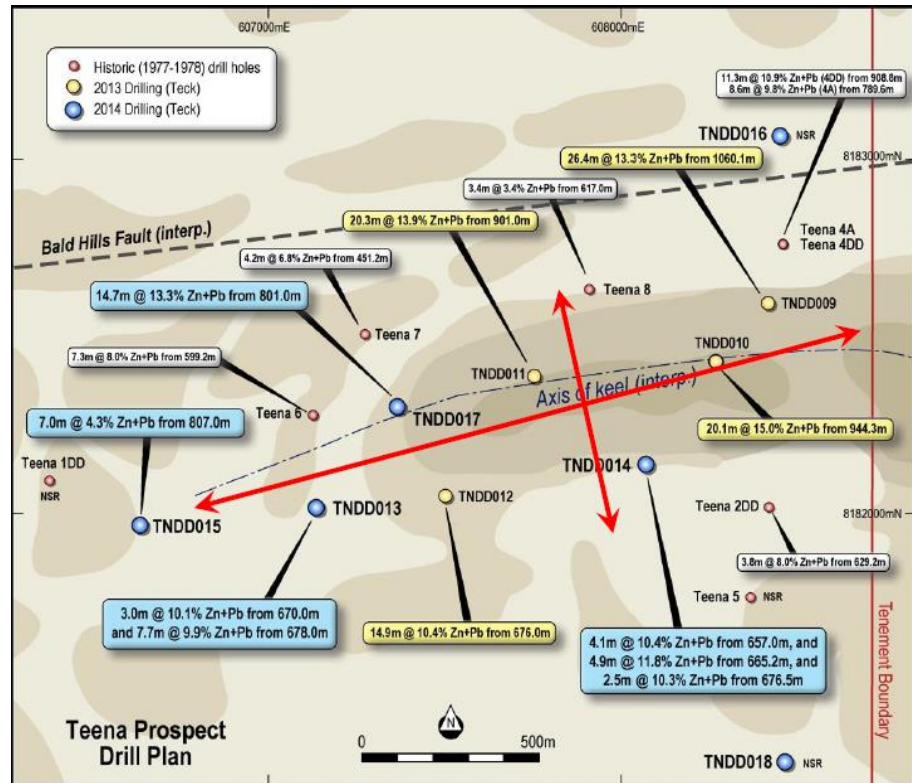 607000mE
608000mE
Historic (1977-1978) drill holes
2013 Drilling (Teck)
2014 Drilling (Teck)
11.3m @ 10.9% Zn+Pb (4DD) from 908.8m
8.6m @ 9.8% Zn+Pb (4A) from 789.6m
TNDD016
NSR
8183000mN
26.4m @ 13.3% Zn+Pb from 1060.1m
3.4m @ 3.4% Zn+Pb from 617.0m
20.3m @ 13.9% Zn+Pb from 901.0m
Bald Hills Fault (interp.)
Teena 4A
Teena 4DD
4.2m @ 6.8% Zn+Pb from 451.2m
14.7m @ 13.3% Zn+Pb from 801.0m
Teena 8
TNDD009
Teena 7
7.3m @ 8.0% Zn+Pb from 599.2m
TNDD010
TNDD011
Axis of keel (interp.)
7.0m @ 4.3% Zn+Pb from 807.0m
Teena 6
TNDD017
20.1m @ 15.0% Zn+Pb from 944.3m
Teena 1DD
NSR
TNDD014
TNDD015
TNDD013
TNDD012
Teena 2DD
8182000mN
3.8m @ 8.0% Zn+Pb from 629.2m
Teena 5
NSR
3.0m @ 10.1% Zn+Pb from 670.0m
and 7.7m @ 9.9% Zn+Pb from 678.0m
14.9m @ 10.4% Zn+Pb from 676.0m
4.1m @ 10.4% Zn+Pb from 657.0m, and
4.9m @ 11.8% Zn+Pb from 665.2m, and
2.5m @ 10.3% Zn+Pb from 676.5m
Tenement Boundary
Teena Prospect
Drill Plan
N
0
500m
TNDD018
NSR